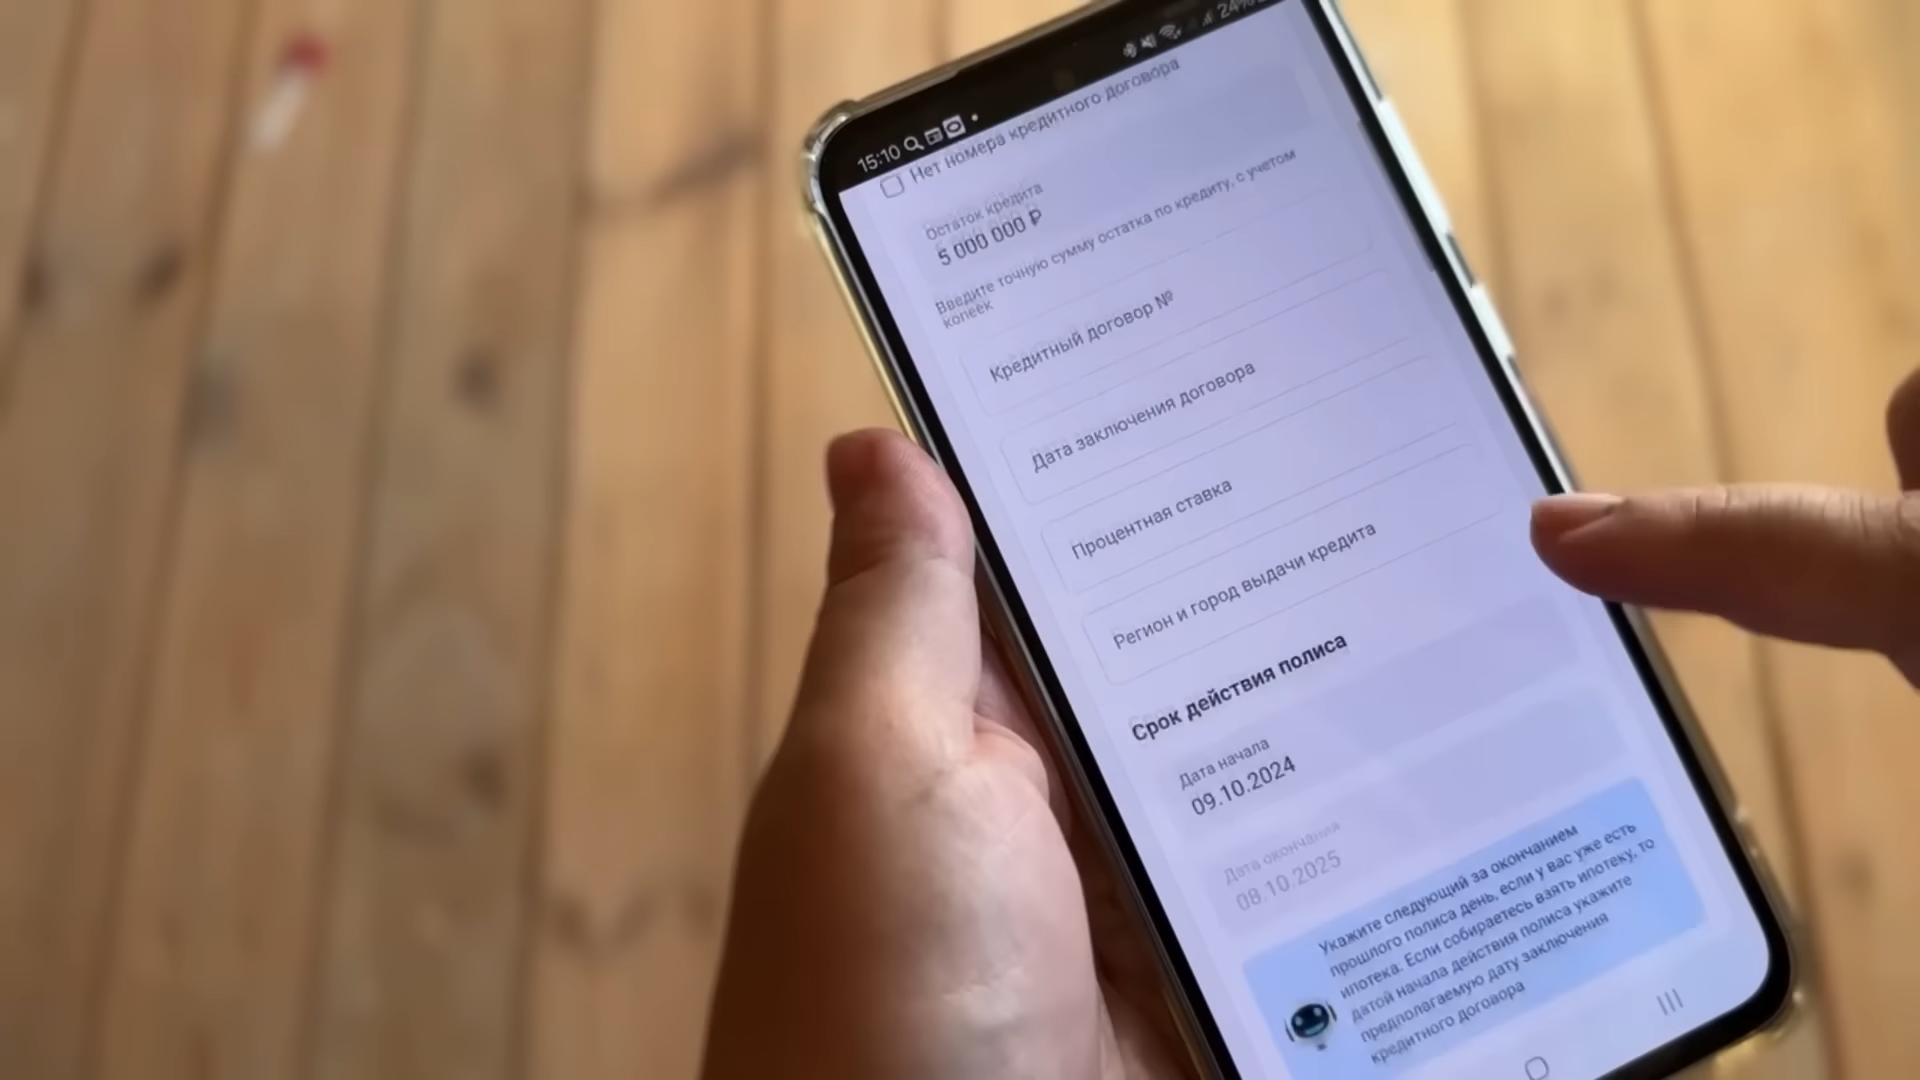 15:10
24%
Нет номера кредитного договора
Остаток кредита
5 000 000 ₽
Введите точную сумму остатка по кредиту, с учетом
копеек
Кредитный договор №
Дата заключения договора
Процентная ставка
Регион и город выдачи кредита
Срок действия полиса
Дата начала
09.10.2024
Дата окончания
08.10.2025
Укажите следующий за окончанием
прошлого полиса день, если у вас уже есть
ипотека. Если собираетесь взять ипотеку, то
датой начала действия полиса укажите
предполагаемую дату заключения
кредитного договора